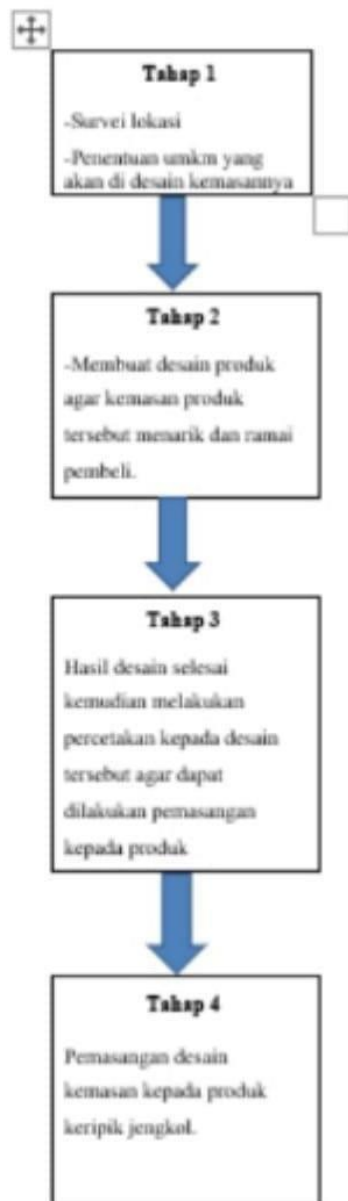 Tahap 1
-Survei lokasi
-Penentuan umkm yang
akan di desain kemasannya
Tahap 2
-Membuat desain produk
agar kemasan produk
tersebut menarik dan ramai
pembeli.
Tahap 3
Hasil desain selesai
kemudian melakukan
percetakan kepada desain
tersebut agar dapat
dilakukan pemasangan
kepada produk
Tahap 4
Pemasangan desain
kemasan kepada produk
keripik jengkol.